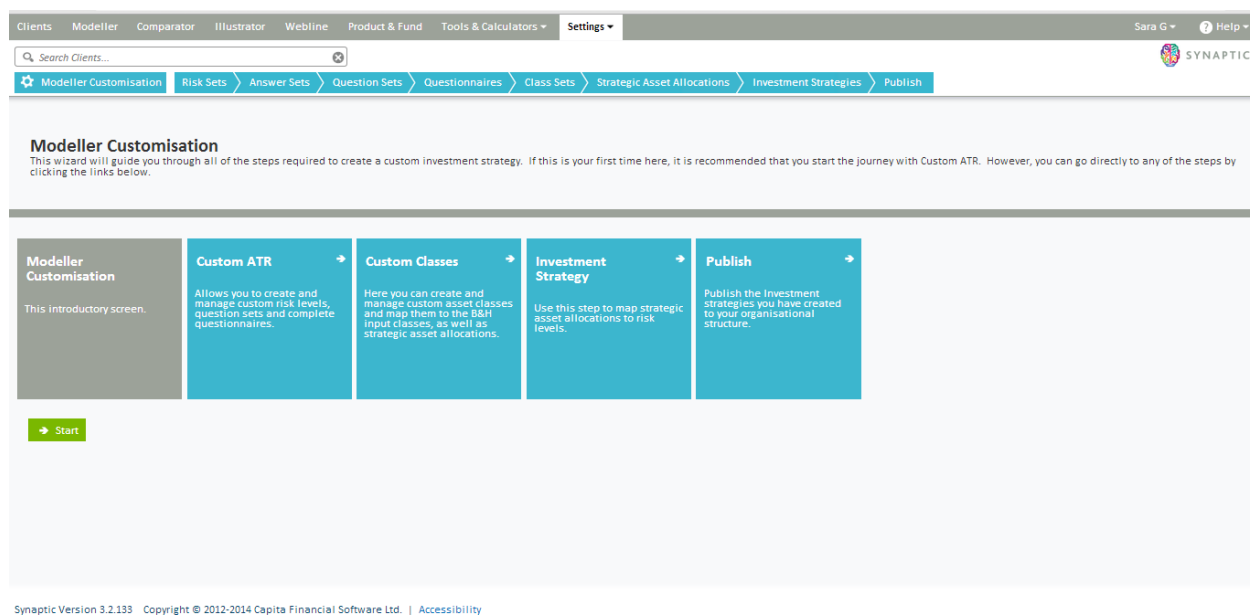 Clients Modeller Comparator Illustrator Webline Product & Fund Tools & Calculators Settings Sara G Help
Search Clients...
SYNAPTIC
Modeller Customisation Risk Sets Answer Sets Question Sets Questionnaires Class Sets Strategic Asset Allocations Investment Strategies Publish
Modeller Customisation
This wizard will guide you through all of the steps required to create a custom investment strategy. If this is your first time here, it is recommended that you start the journey with Custom ATR. However, you can go directly to any of the steps by
clicking the links below.
Modeller
Customisation
This introductory screen.
Custom ATR
Allows you to create and
manage custom risk levels,
question sets and complete
questionnaires.
Custom Classes
Here you can create and
manage custom asset classes
and map them to the B&H
input classes, as well as
strategic asset allocations.
Investment
Strategy
Use this step to map strategic
asset allocations to risk
levels.
Publish
Publish the Investment
strategies you have created
to your organisational
structure.
Start
Synaptic Version 3.2.133 Copyright © 2012-2014 Capita Financial Software Ltd. | Accessibility